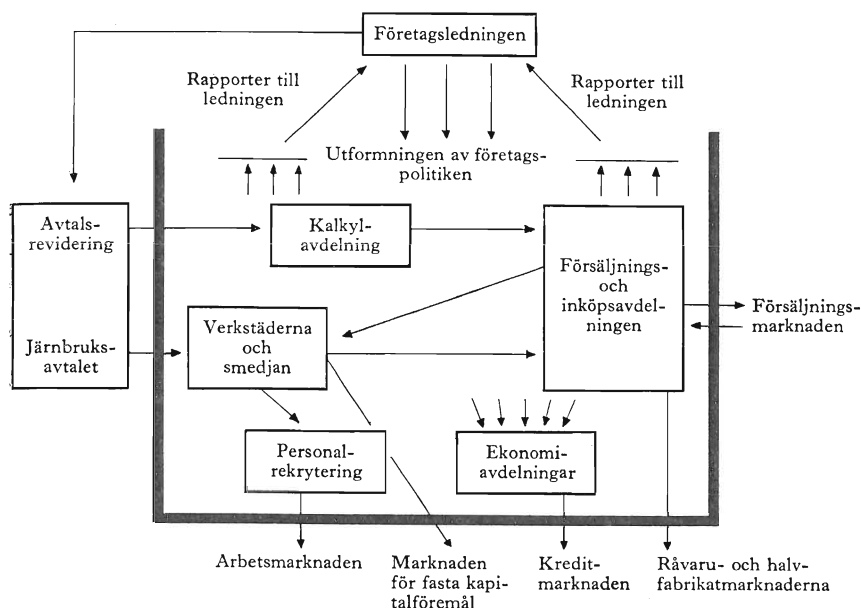 Företagsledningen
Rapporter till
ledningen
Rapporter till
ledningen
Utformningen av företags-
politiken
Avtals-
revidering
Kalkyl-
avdelning
Försäljnings-
och
inköpsavdel-
ningen
Försäljnings-
marknaden
Järnbruks-
avtalet
Verkstäderna
och
smedjan
Personal-
rekrytering
Ekonomi-
avdelningar
Arbetsmarknaden
Marknaden
för fasta kapi-
talföremål
Kredit-
marknaden
Råvaru- och halv-
fabrikatmarknaderna